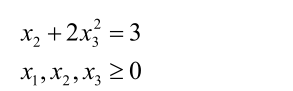 x₂ + 2x₃² = 3
x₁, x₂, x₃ ≥ 0